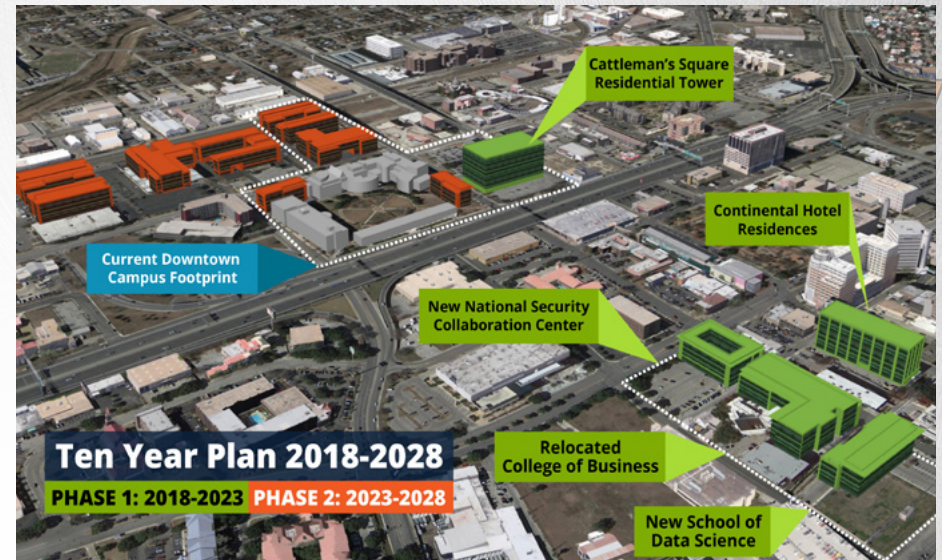 Cattleman's Square
Residential Tower
Continental Hotel
Residences
Current Downtown
Campus Footprint
New National Security
Collaboration Center
Ten Year Plan 2018-2028
PHASE 1: 2018-2023 PHASE 2: 2023-2028
Relocated
College of Business
New School of
Data Science